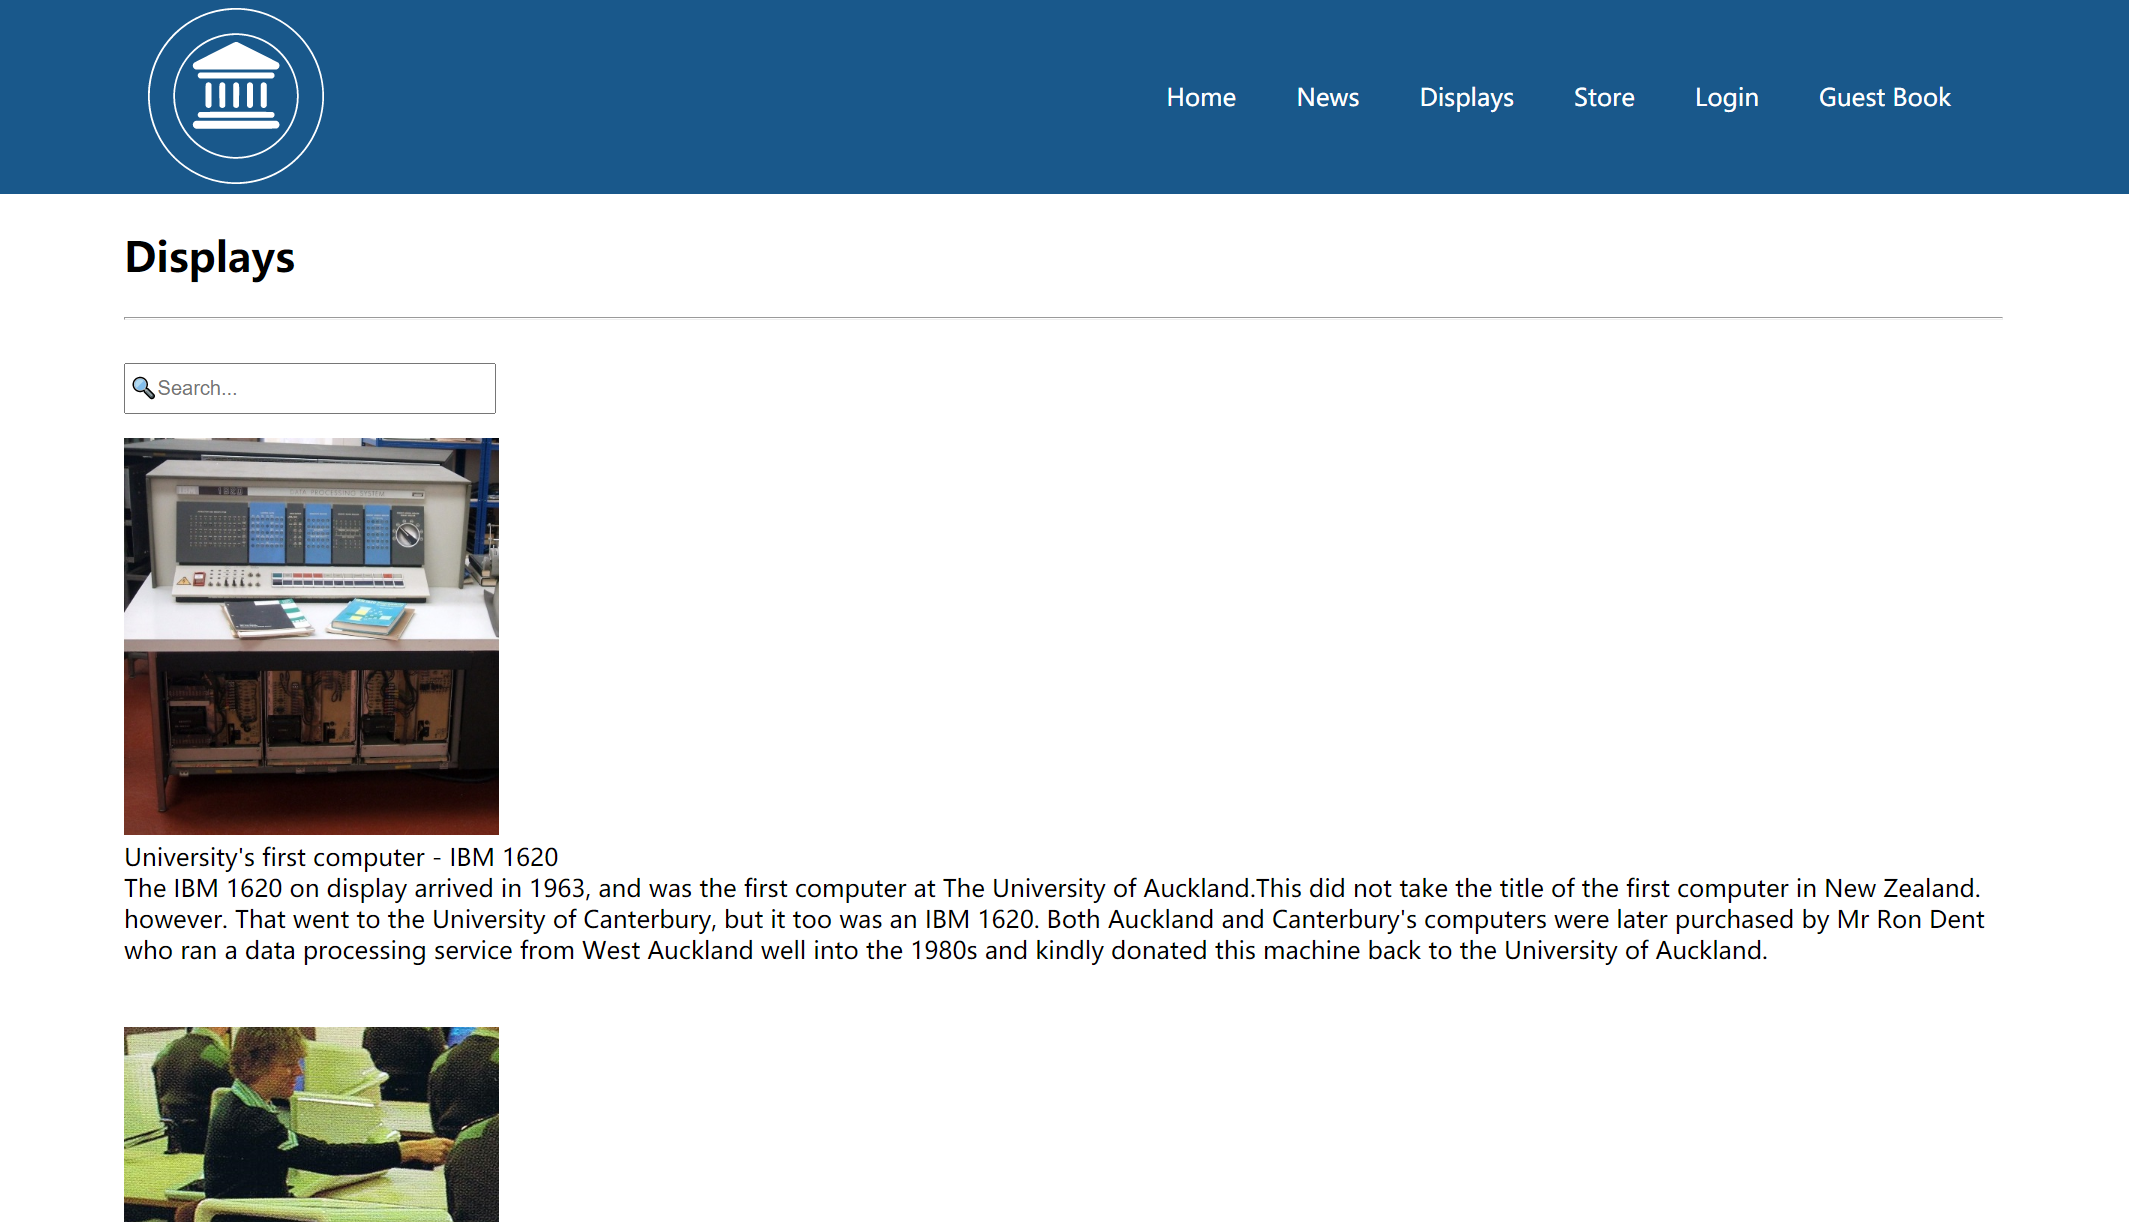 Home News Displays Store Login Guest Book
Displays
Search...
IBM 1620 DATA PROCESSING SYSTEM
University's first computer - IBM 1620
The IBM 1620 on display arrived in 1963, and was the first computer at The University of Auckland.This did not take the title of the first computer in New Zealand.
however. That went to the University of Canterbury, but it too was an IBM 1620. Both Auckland and Canterbury's computers were later purchased by Mr Ron Dent
who ran a data processing service from West Auckland well into the 1980s and kindly donated this machine back to the University of Auckland.